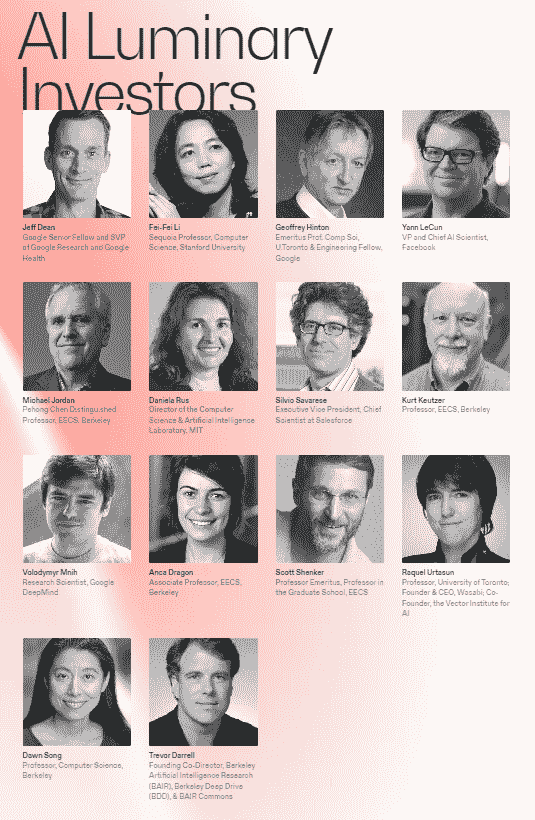 AI Luminary
Investors
Jeff Dean
Google Senior Fellow and SVP
of Google Research and Google
Health
Fei-Fei Li
Sequoia Professor, Computer
Science, Stanford University
Geoffrey Hinton
Emeritus Prof. Comp Sci,
U.Toronto & Engineering Fellow,
Google
Yann LeCun
VP and Chief AI Scientist,
Facebook
Michael Jordan
Pehong Chen Distinguished
Professor, EECS, Berkeley
Daniela Rus
Director of the Computer
Science & Artificial Intelligence
Laboratory, MIT
Silvio Savarese
Executive Vice President, Chief
Scientist at Salesforce
Kurt Keutzer
Professor, EECS, Berkeley
Volodymyr Mnih
Research Scientist, Google
DeepMind
Anca Dragon
Associate Professor, EECS,
Berkeley
Scott Shenker
Professor Emeritus, Professor in
the Graduate School, EECS
Raquel Urtasun
Professor, University of Toronto;
Founder & CEO, Waabi; Co-
Founder, the Vector Institute for
AI
Dawn Song
Professor, Computer Science,
Berkeley
Trevor Darrell
Founding Co-Director, Berkeley
Artificial Intelligence Research
(BAIR), Berkeley Deep Drive
(BDD), & BAIR Commons